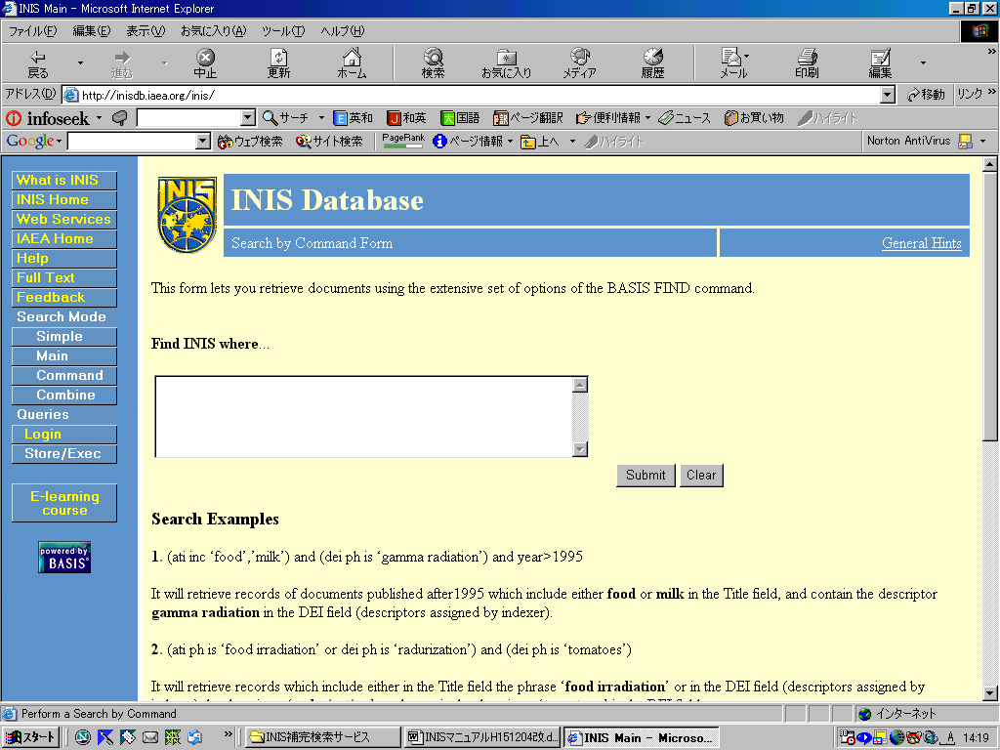 INIS Main - Microsoft Internet Explorer
ファイル(F) 編集(E) 表示(V) お気に入り(A) ツール(T) ヘルプ(H)
戻る 進む 中止 更新 ホーム 検索 お気に入り メディア 履歴 メール 印刷 編集
アドレス(D) http://inisdb.iaea.org/inis/ 移動 リンク »
infoseek サーチ 英和 和英 国語 ページ翻訳 便利情報 ニュース お買い物 ハイライト
Google ウェブ検索 サイト検索 PageRank ページ情報 上へ ハイライト Norton AntiVirus
What is INIS
INIS Home
Web Services
IAEA Home
Help
Full Text
Feedback
Search Mode
Simple
Main
Command
Combine
Queries
Login
Store/Exec
E-learning
course
powered by
BASIS
INIS
INIS Database
Search by Command Form General Hints
This form lets you retrieve documents using the extensive set of options of the BASIS FIND command.
Find INIS where...
Submit Clear
Search Examples
1. (ati inc ‘food’,’milk’) and (dei ph is ‘gamma radiation’) and year>1995
It will retrieve records of documents published after1995 which include either food or milk in the Title field, and contain the descriptor
gamma radiation in the DEI field (descriptors assigned by indexer).
2. (ati ph is ‘food irradiation’ or dei ph is ‘radurization’) and (dei ph is ‘tomatoes’)
It will retrieve records which include either in the Title field the phrase ‘food irradiation’ or in the DEI field (descriptors assigned by
Perform a Search by Command インターネット
スタート » INIS補完検索サービス INISマニュアルH151204改.d... INIS Main - Microso... A 14:19